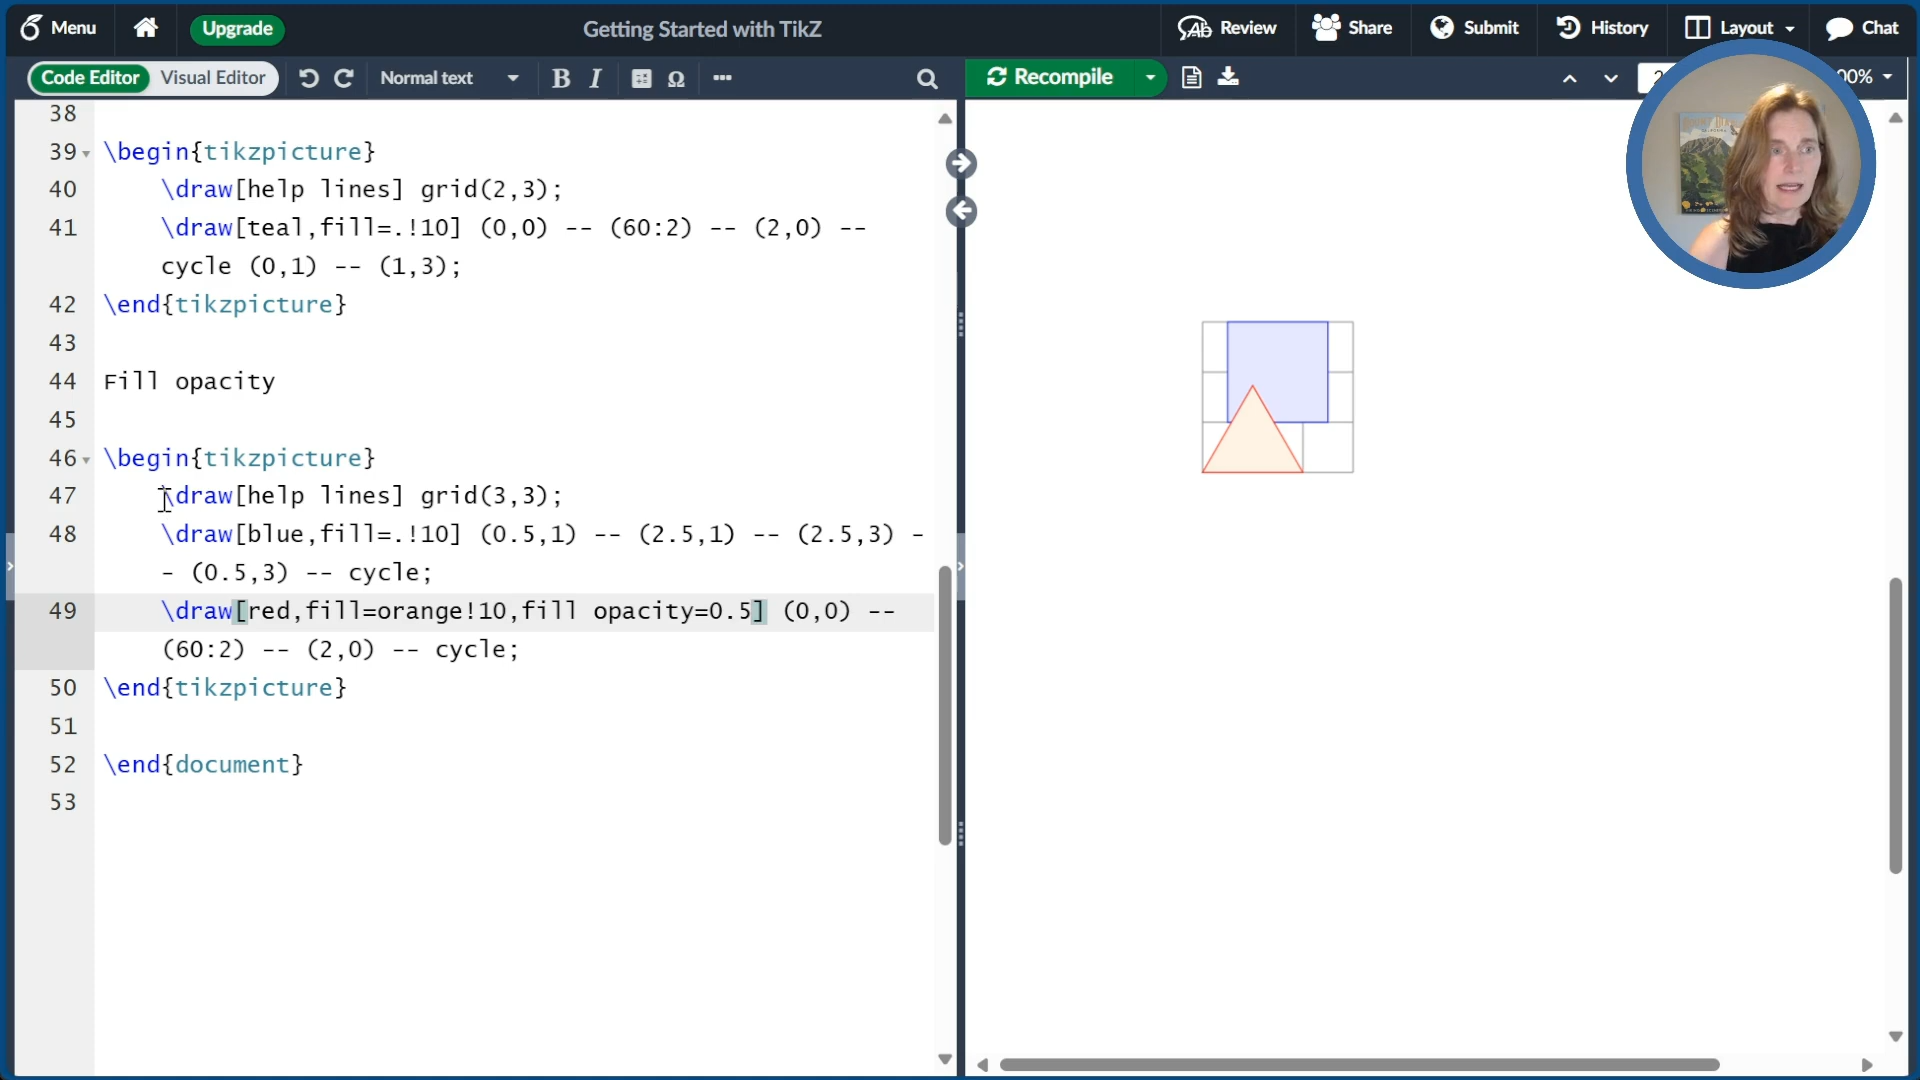 Menu Upgrade Getting Started with TikZ Review Share Submit History Layout Chat
Code Editor Visual Editor Normal text B I Ω Recompile 2 00%
38
39 \begin{tikzpicture}
40 \draw[help lines] grid(2,3);
41 \draw[teal,fill=.!10] (0,0) -- (60:2) -- (2,0) --
cycle (0,1) -- (1,3);
42 \end{tikzpicture}
43
44 Fill opacity
45
46 \begin{tikzpicture}
47 \draw[help lines] grid(3,3);
48 \draw[blue,fill=.!10] (0.5,1) -- (2.5,1) -- (2.5,3) -
- (0.5,3) -- cycle;
49 \draw[red,fill=orange!10,fill opacity=0.5] (0,0) --
(60:2) -- (2,0) -- cycle;
50 \end{tikzpicture}
51
52 \end{document}
53